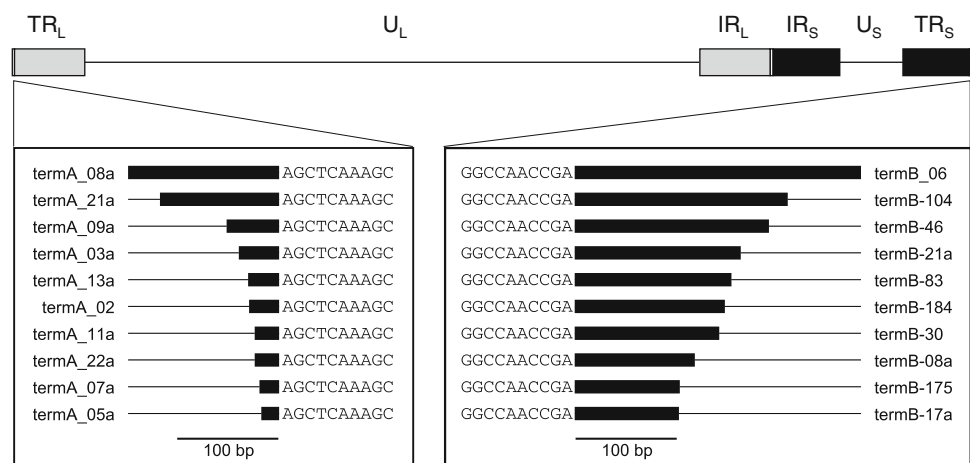 TRL UL IRL IRS US TRS
termA_08a AGCTCAAAGC GGCCAACCGA termB_06
termA_21a AGCTCAAAGC GGCCAACCGA termB-104
termA_09a AGCTCAAAGC GGCCAACCGA termB-46
termA_03a AGCTCAAAGC GGCCAACCGA termB-21a
termA_13a AGCTCAAAGC GGCCAACCGA termB-83
termA_02 AGCTCAAAGC GGCCAACCGA termB-184
termA_11a AGCTCAAAGC GGCCAACCGA termB-30
termA_22a AGCTCAAAGC GGCCAACCGA termB-08a
termA_07a AGCTCAAAGC GGCCAACCGA termB-175
termA_05a AGCTCAAAGC GGCCAACCGA termB-17a
100 bp 100 bp